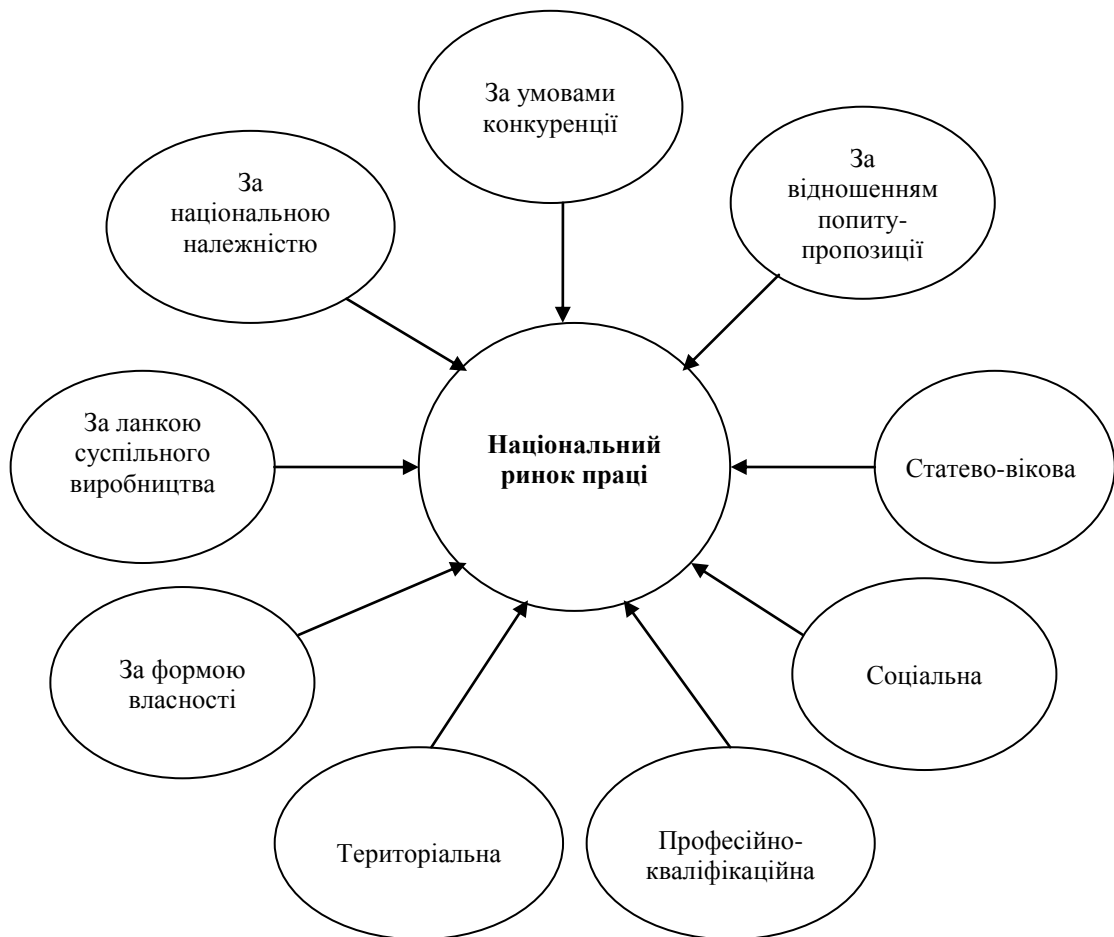 За умовами
конкуренції
За
відношенням
попиту-
пропозиції
За
національною
належністю
За ланкою
суспільного
виробництва
Національний
ринок праці
Статево-вікова
За формою
власності
Соціальна
Територіальна
Професійно-
кваліфікаційна